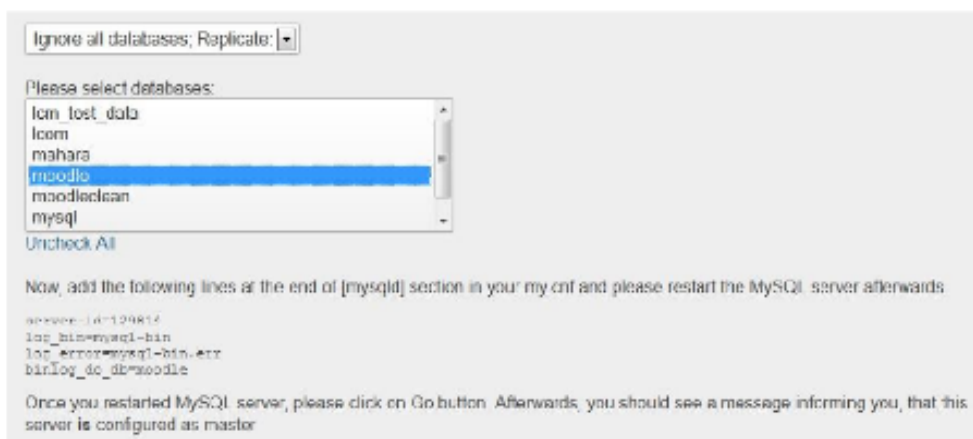 Ignore all databases; Replicate:
Please select databases:
lcm_test_data
lcom
mahara
moodle
moodleclean
mysql
Uncheck All
Now, add the following lines at the end of [mysqld] section in your my.cnf and please restart the MySQL server afterwards
server-id=129814
log_bin=mysql-bin
log_error=mysql-bin.err
binlog_do_db=moodle
Once you restarted MySQL server, please click on Go button. Afterwards, you should see a message informing you, that this
server is configured as master